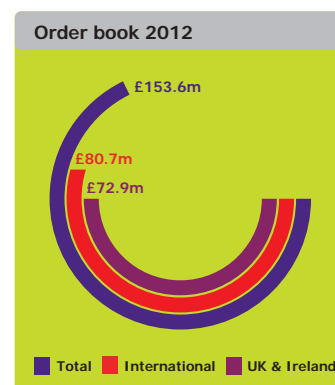 Order book 2012
£153.6m
£80.7m
£72.9m
Total International UK & Ireland